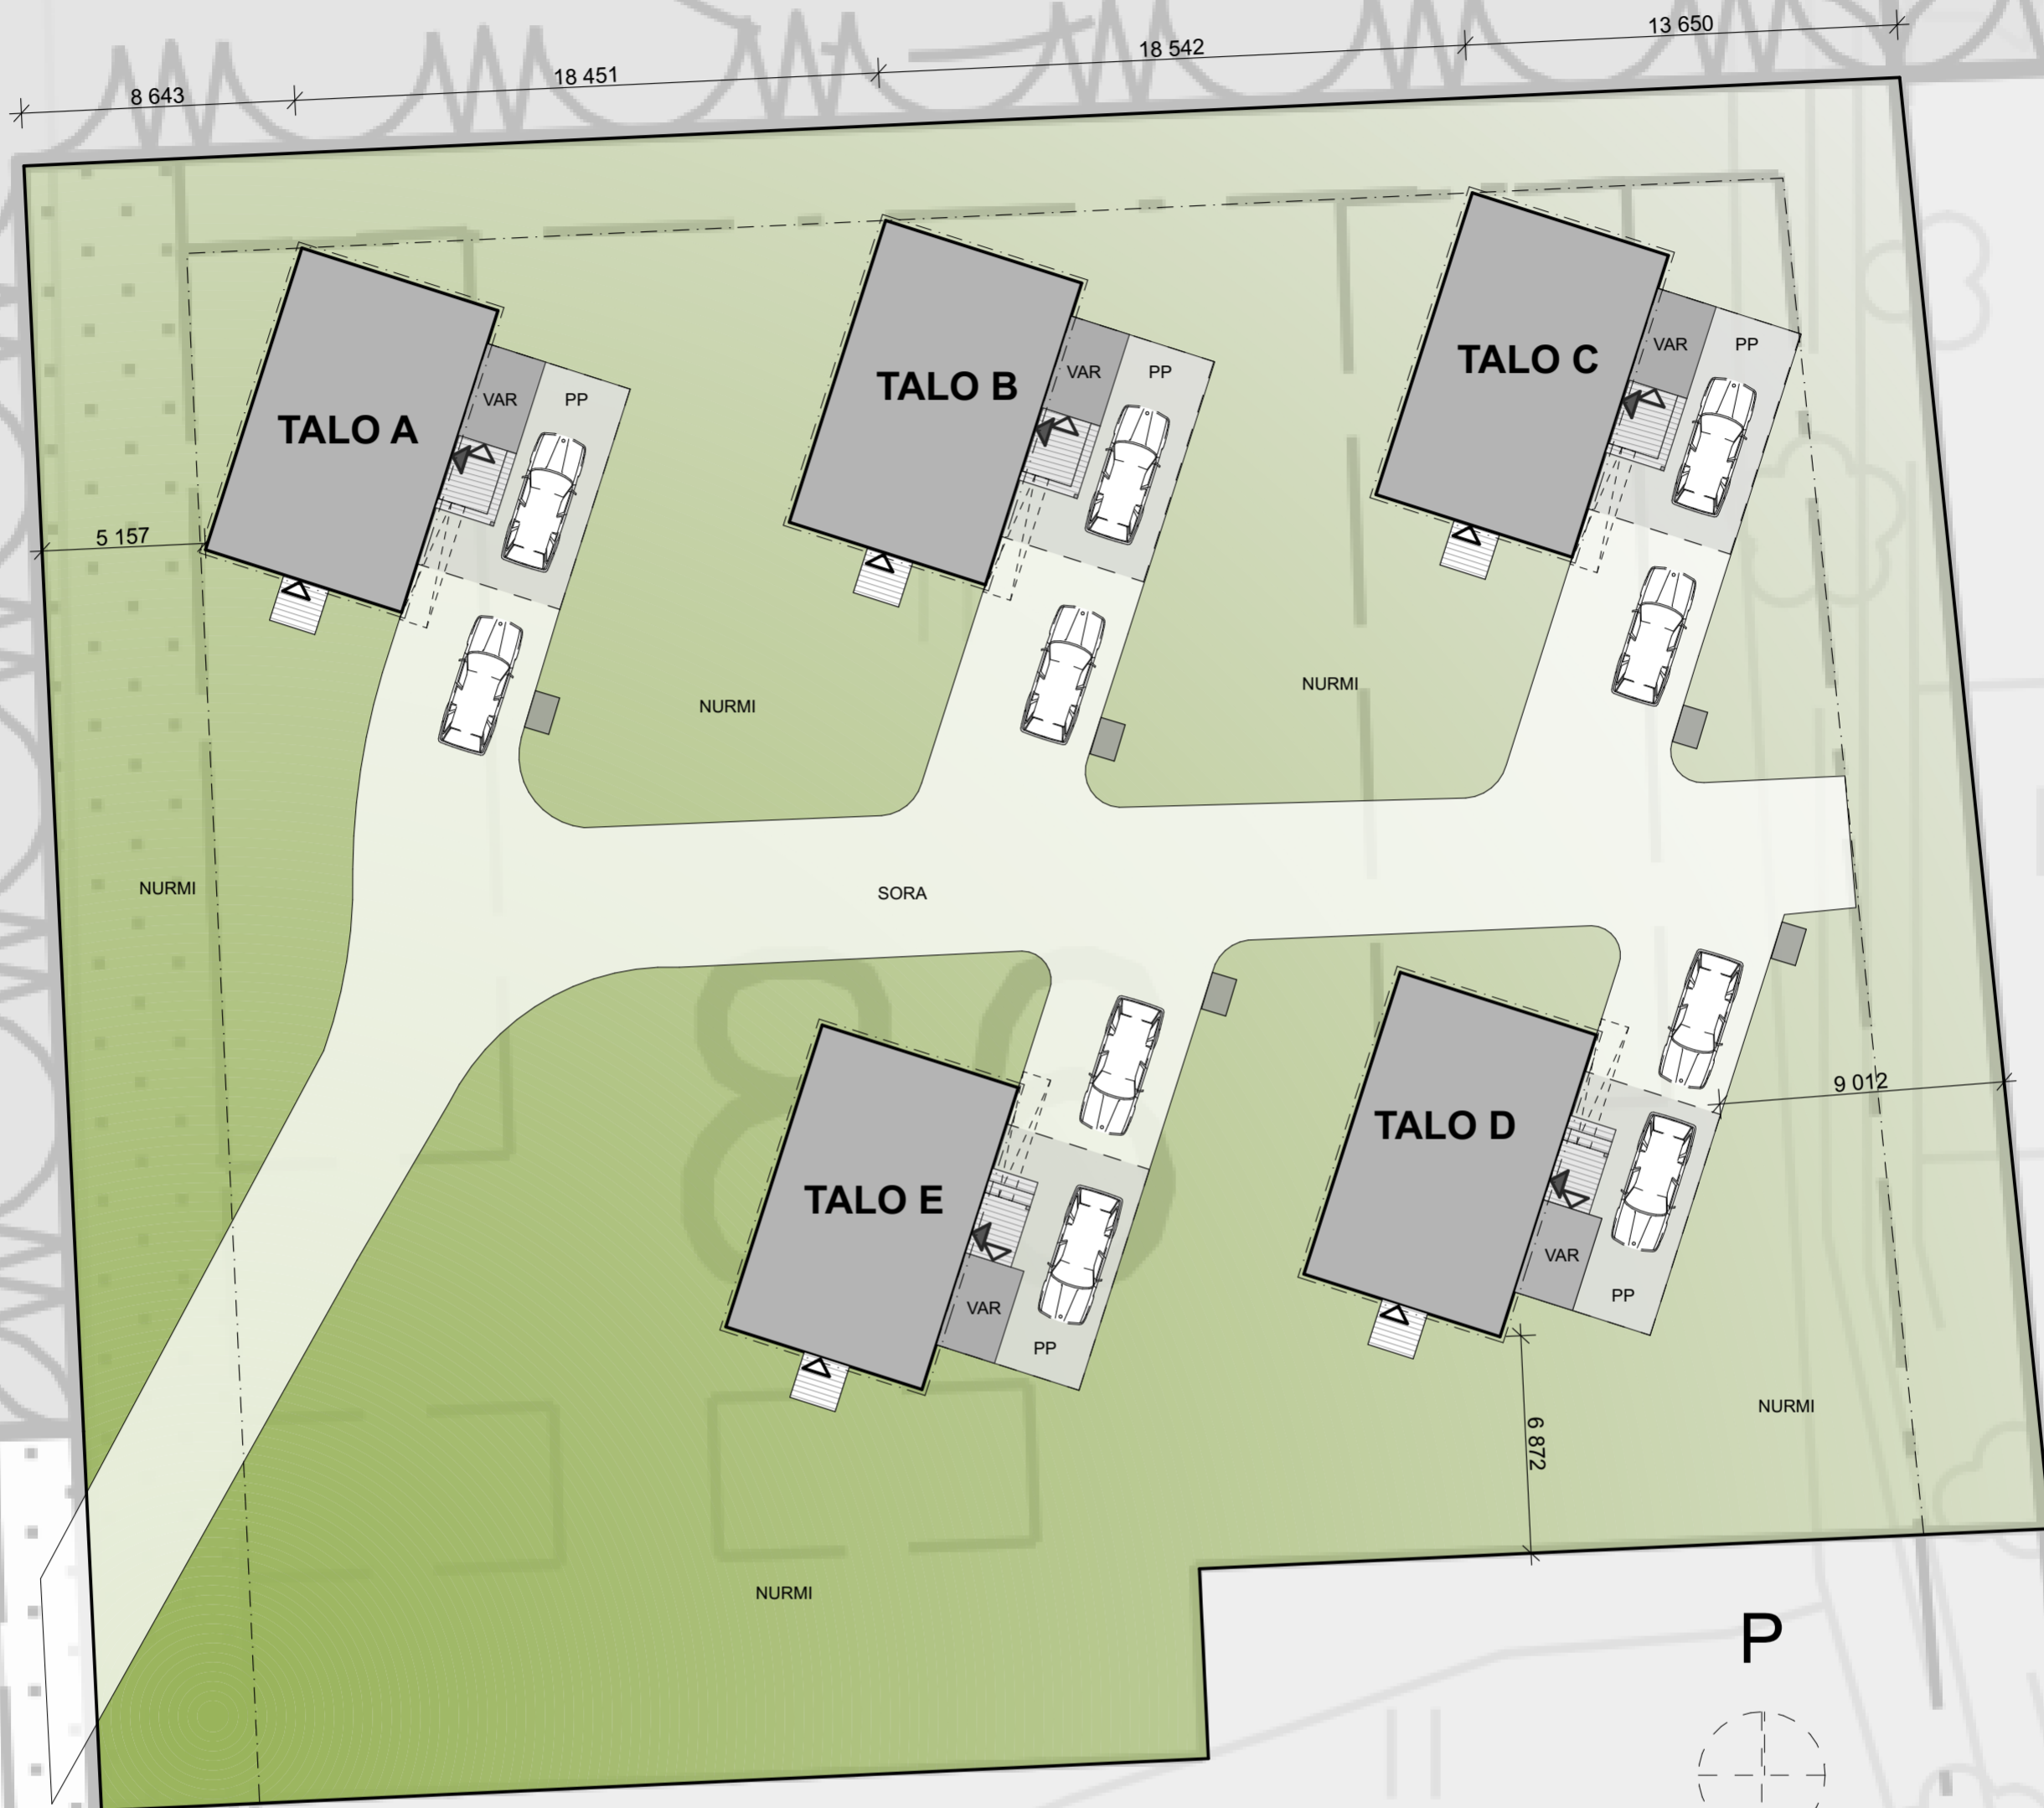 13 650
18 542
18 451
8 643
VAR
PP
TALO C
VAR
PP
TALO B
VAR
PP
TALO A
5 157
NURMI
NURMI
NURMI
SORA
9 012
TALO D
TALO E
VAR
PP
VAR
PP
NURMI
6 872
NURMI
P